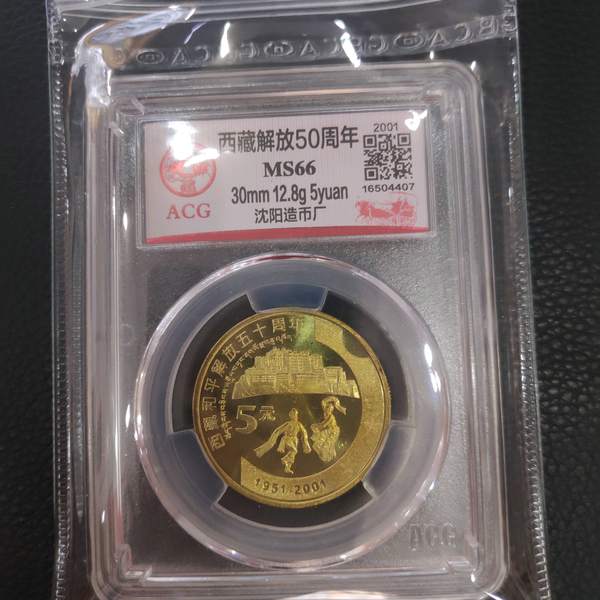 西藏解放50周年
2001
MS66
30mm 12.8g 5yuan
16504407
ACG
沈阳造币厂
西藏和平解放五十周年
5元
1951-2001
ACG